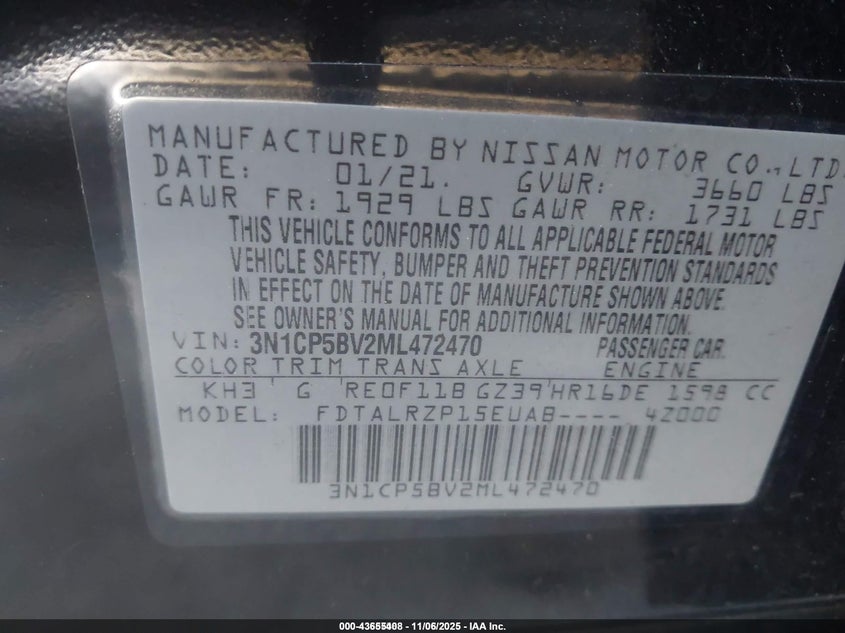 MANUFACTURED BY NISSAN MOTOR CO.,LTD.
DATE: 01/21. GVWR: 3660 LBS
GAWR FR: 1929 LBS GAWR RR: 1731 LBS
THIS VEHICLE CONFORMS TO ALL APPLICABLE FEDERAL MOTOR
VEHICLE SAFETY, BUMPER AND THEFT PREVENTION STANDARDS
IN EFFECT ON THE DATE OF MANUFACTURE SHOWN ABOVE.
SEE OWNER'S MANUAL FOR ADDITIONAL INFORMATION.
VIN: 3N1CP5BV2ML472470 PASSENGER CAR.
COLOR TRIM TRANS AXLE ENGINE
KH3 G RE0F11B GZ39 HR16DE 1598 CC
MODEL: FDTALRZP15EUAB---- 4Z000
3N1CP5BV2ML472470
11/06/2025 - IAA Inc.